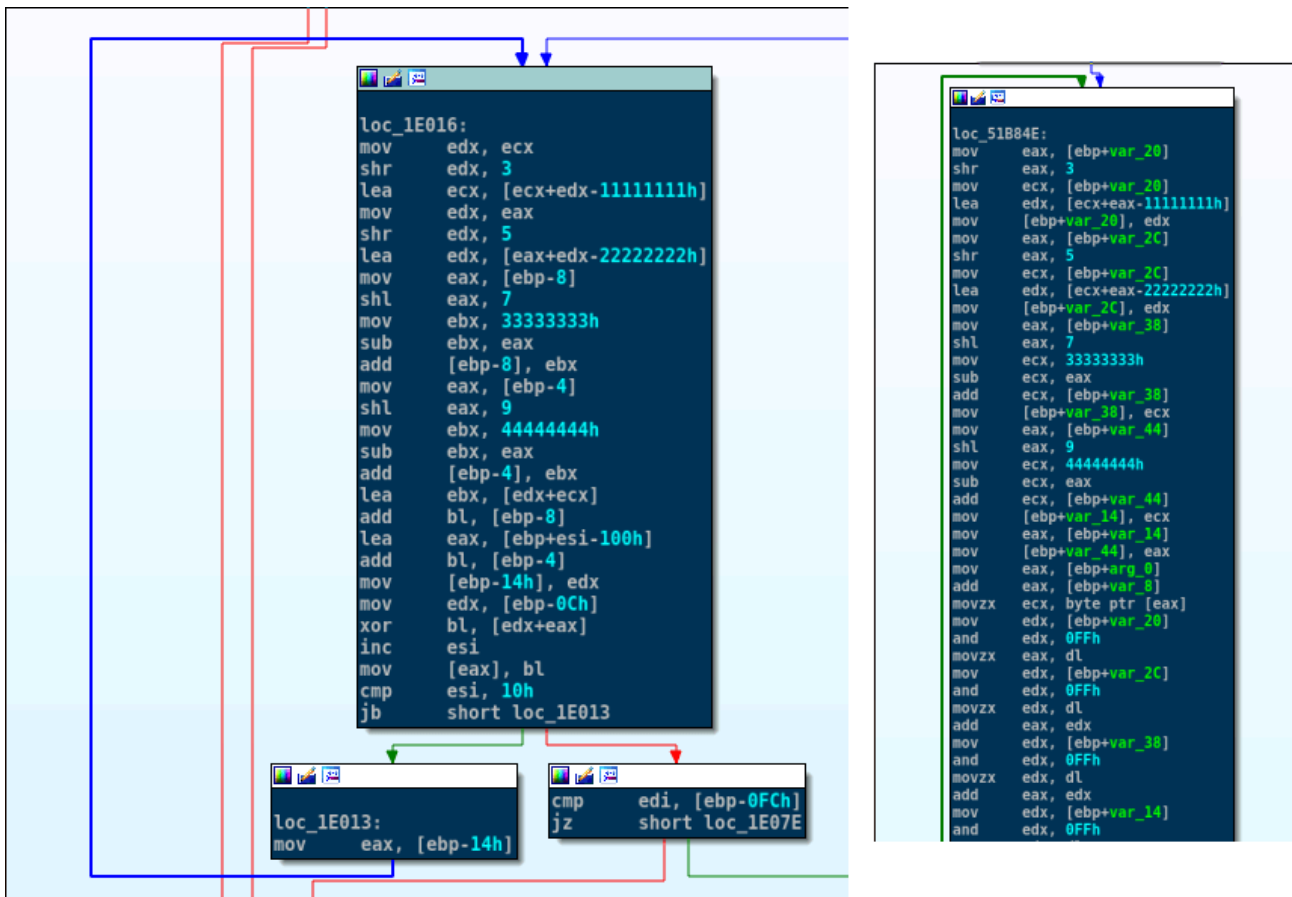 loc_1E016:
mov edx, ecx
shr edx, 3
lea ecx, [ecx+edx-11111111h]
mov edx, eax
shr edx, 5
lea edx, [eax+edx-22222222h]
mov eax, [ebp-8]
shl eax, 7
mov ebx, 33333333h
sub ebx, eax
add [ebp-8], ebx
mov eax, [ebp-4]
shl eax, 9
mov ebx, 44444444h
sub ebx, eax
add [ebp-4], ebx
lea ebx, [edx+ecx]
add bl, [ebp-8]
lea eax, [ebp+esi-100h]
add bl, [ebp-4]
mov [ebp-14h], edx
mov edx, [ebp-0Ch]
xor bl, [edx+eax]
inc esi
mov [eax], bl
cmp esi, 10h
jb short loc_1E013
loc_1E013:
mov eax, [ebp-14h]
cmp edi, [ebp-0FCh]
jz short loc_1E07E
loc_51B84E:
mov eax, [ebp+var_20]
shr eax, 3
mov ecx, [ebp+var_20]
lea edx, [ecx+eax-11111111h]
mov [ebp+var_20], edx
mov eax, [ebp+var_2C]
shr eax, 5
mov ecx, [ebp+var_2C]
lea edx, [ecx+eax-22222222h]
mov [ebp+var_2C], edx
mov eax, [ebp+var_38]
shl eax, 7
mov ecx, 33333333h
sub ecx, eax
add ecx, [ebp+var_38]
mov [ebp+var_38], ecx
mov eax, [ebp+var_44]
shl eax, 9
mov ecx, 44444444h
sub ecx, eax
add ecx, [ebp+var_44]
mov [ebp+var_14], ecx
mov eax, [ebp+var_14]
mov [ebp+var_44], eax
mov eax, [ebp+arg_0]
add eax, [ebp+var_8]
movzx ecx, byte ptr [eax]
mov edx, [ebp+var_20]
and edx, 0FFh
movzx eax, dl
mov edx, [ebp+var_2C]
and edx, 0FFh
movzx edx, dl
add eax, edx
mov edx, [ebp+var_38]
and edx, 0FFh
movzx edx, dl
add eax, edx
mov edx, [ebp+var_14]
and edx, 0FFh